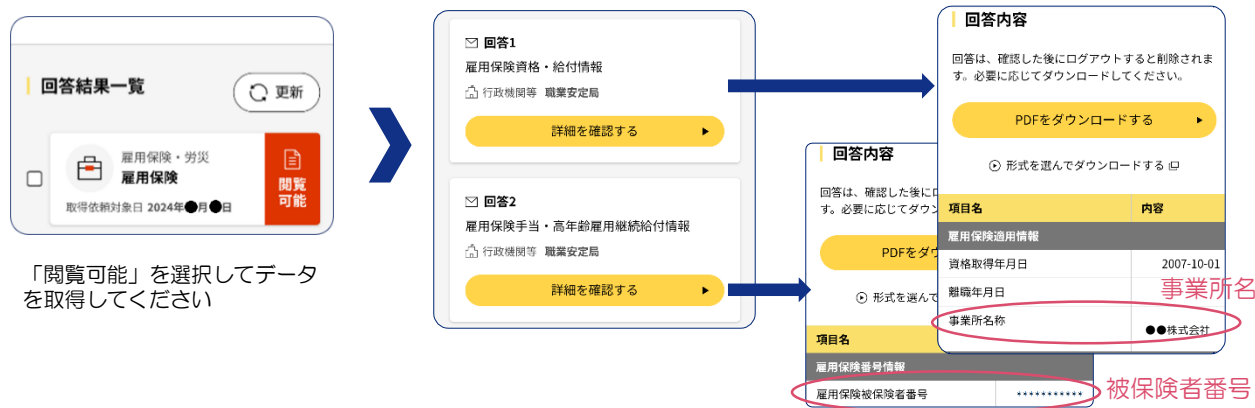 回答結果一覧
更新
雇用保険・労災
雇用保険
取得依頼対象日 2024年●月●日
閲覧
可能
「閲覧可能」を選択してデータ
を取得してください
回答1
雇用保険資格・給付情報
行政機関等 職業安定局
詳細を確認する
回答2
雇用保険手当・高年齢雇用継続給付情報
行政機関等 職業安定局
詳細を確認する
回答内容
回答は、確認した後にログアウトすると削除されま
す。必要に応じてダウンロードしてください。
PDFをダウンロードする
形式を選んでダウンロードする
項目名 内容
雇用保険適用情報
資格取得年月日 2007-10-01
離職年月日
事業所名称 ●●株式会社
事業所名
回答内容
回答は、確認した後に
す。必要に応じてダウン
PDFをダウ
形式を選んで
項目名
雇用保険番号情報
雇用保険被保険者番号 ***********
被保険者番号